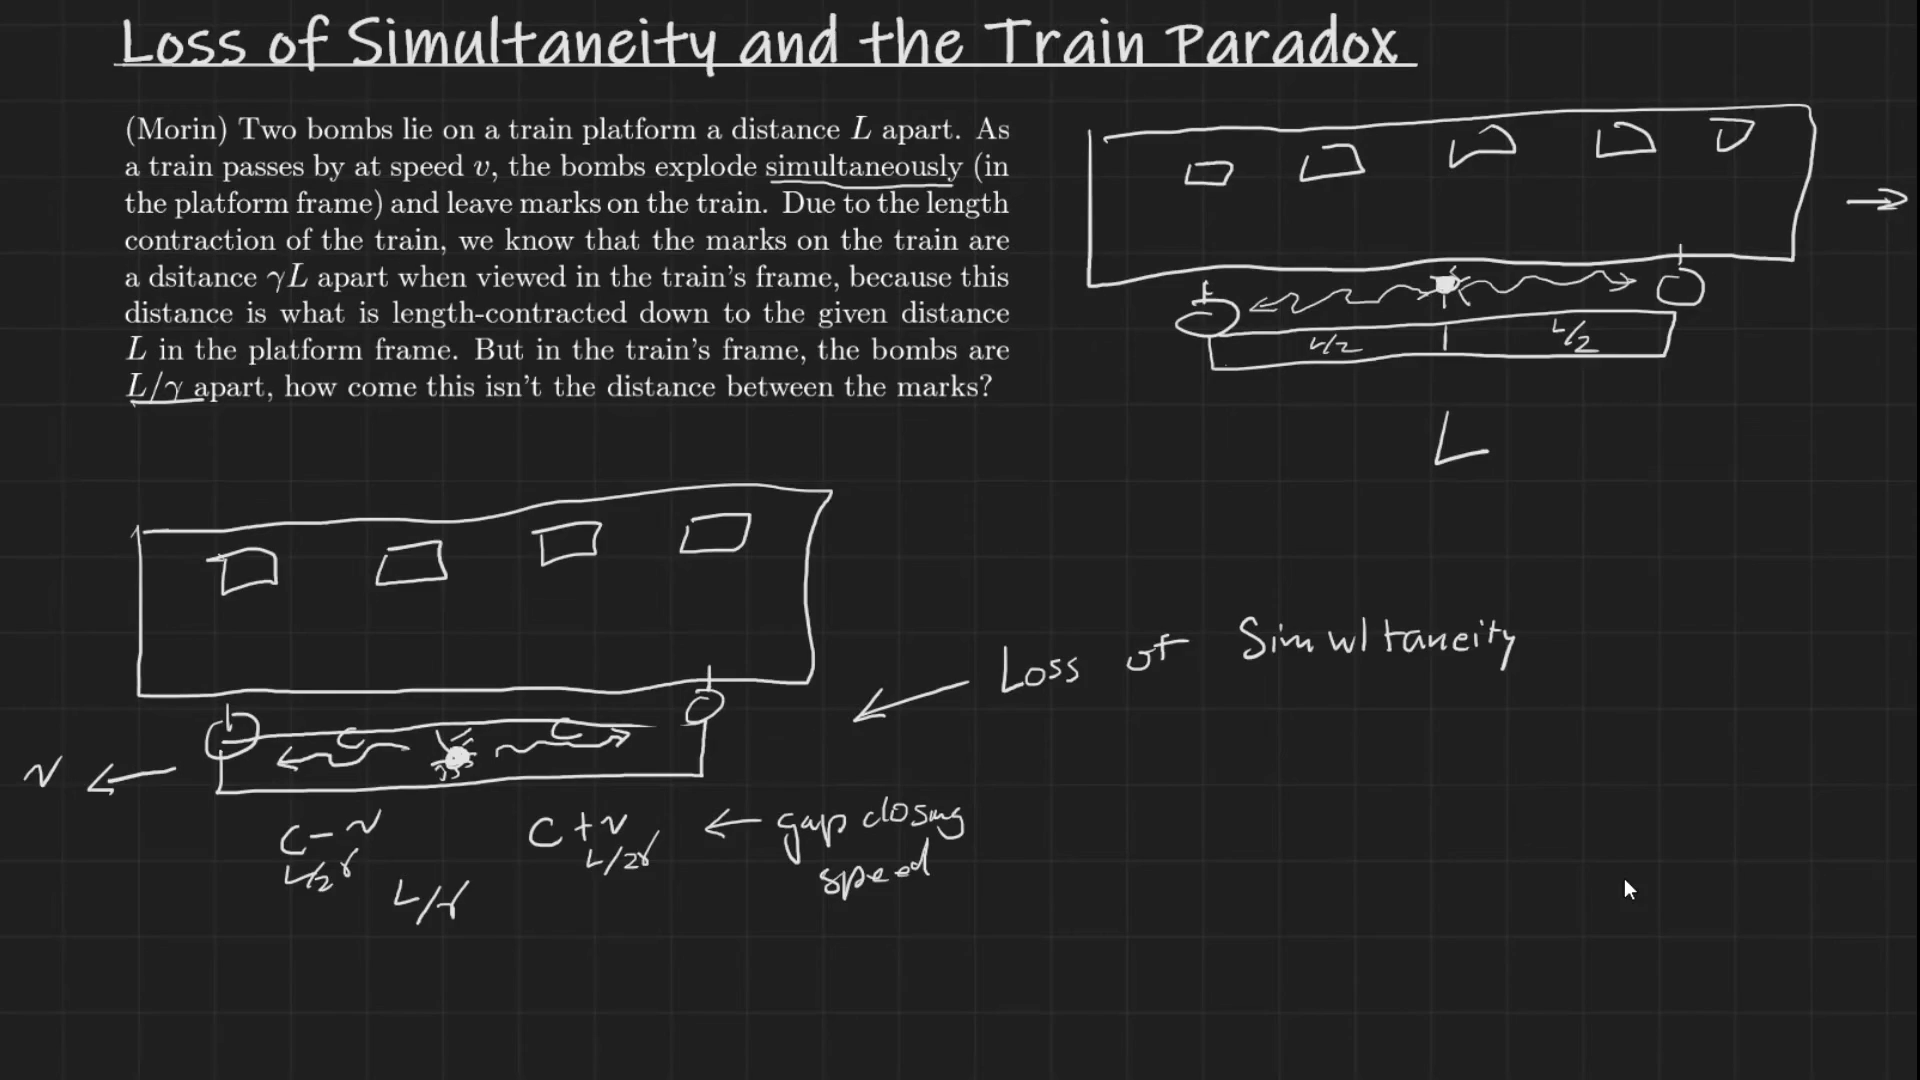 Loss of Simultaneity and the Train Paradox
(Morin) Two bombs lie on a train platform a distance L apart. As
a train passes by at speed v, the bombs explode simultaneously (in
the platform frame) and leave marks on the train. Due to the length
contraction of the train, we know that the marks on the train are
a dsitance γL apart when viewed in the train's frame, because this
distance is what is length-contracted down to the given distance
L in the platform frame. But in the train's frame, the bombs are
L/γ apart, how come this isn't the distance between the marks?
L/2 L/2
L
Loss of Simultaneity
c c
v
c-v c+v ← gap closing
speed
L/2γ L/2γ
L/γ